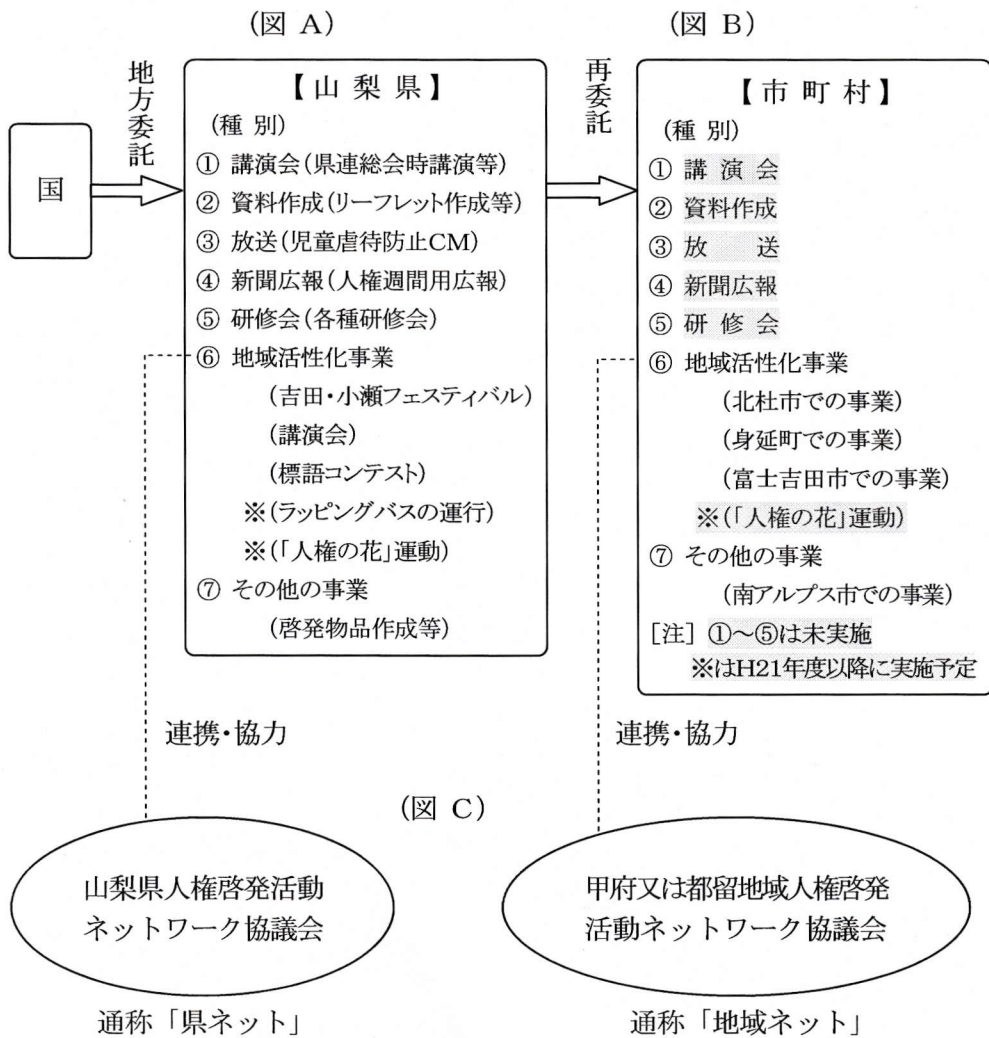 (図 A)
(図 B)
国
地方委託
【山梨県】
(種別)
① 講演会(県連総会時講演等)
② 資料作成(リーフレット作成等)
③ 放送(児童虐待防止CM)
④ 新聞広報(人権週間用広報)
⑤ 研修会(各種研修会)
⑥ 地域活性化事業
(吉田・小瀬フェスティバル)
(講演会)
(標語コンテスト)
※(ラッピングバスの運行)
※(「人権の花」運動)
⑦ その他の事業
(啓発物品作成等)
再委託
【市町村】
(種別)
① 講演会
② 資料作成
③ 放送
④ 新聞広報
⑤ 研修会
⑥ 地域活性化事業
(北杜市での事業)
(身延町での事業)
(富士吉田市での事業)
※(「人権の花」運動)
⑦ その他の事業
(南アルプス市での事業)
[注] ①～⑤は未実施
※はH21年度以降に実施予定
連携・協力
連携・協力
(図 C)
山梨県人権啓発活動
ネットワーク協議会
通称「県ネット」
甲府又は都留地域人権啓発
活動ネットワーク協議会
通称「地域ネット」